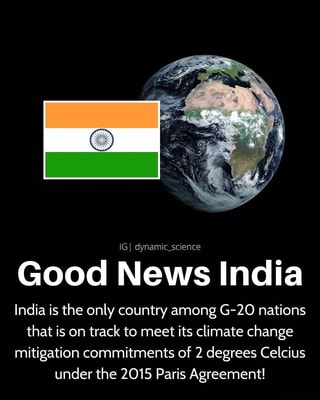 IG| dynamic_science
Good News India
India is the only country among G-20 nations
that is on track to meet its climate change
mitigation commitments of 2 degrees Celcius
under the 2015 Paris Agreement!